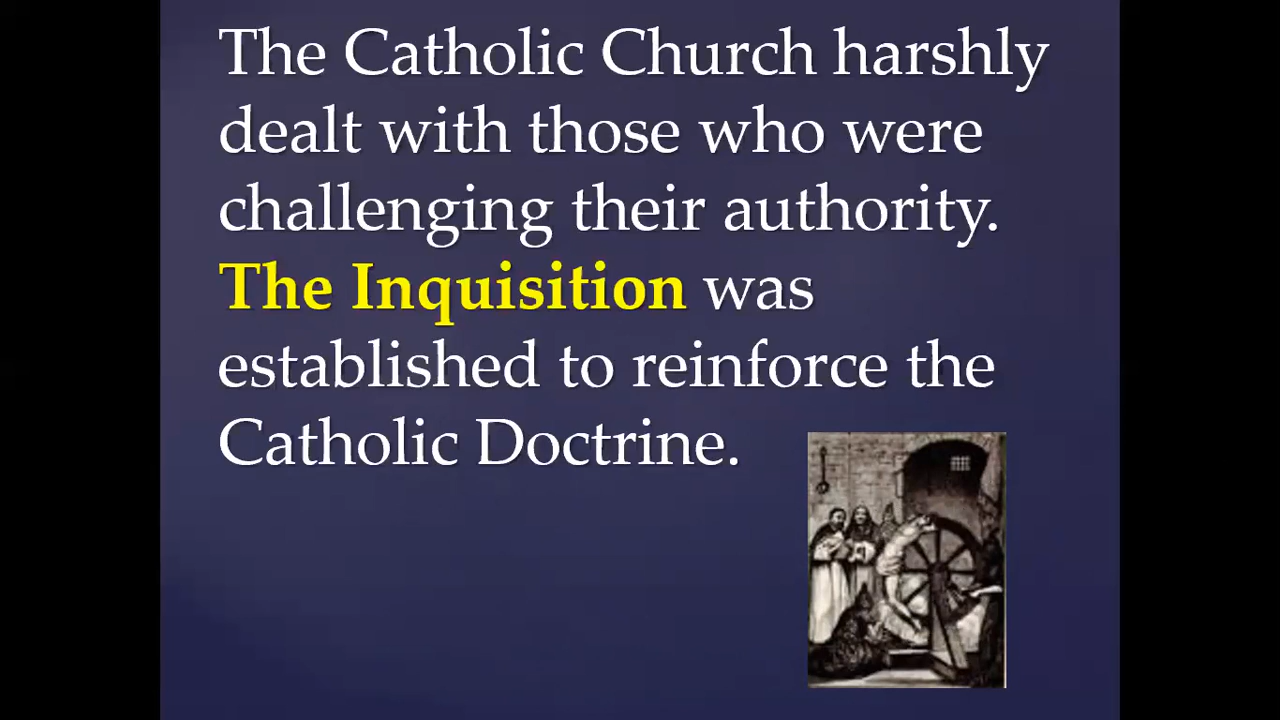 The Catholic Church harshly
dealt with those who were
challenging their authority.
The Inquisition was
established to reinforce the
Catholic Doctrine.